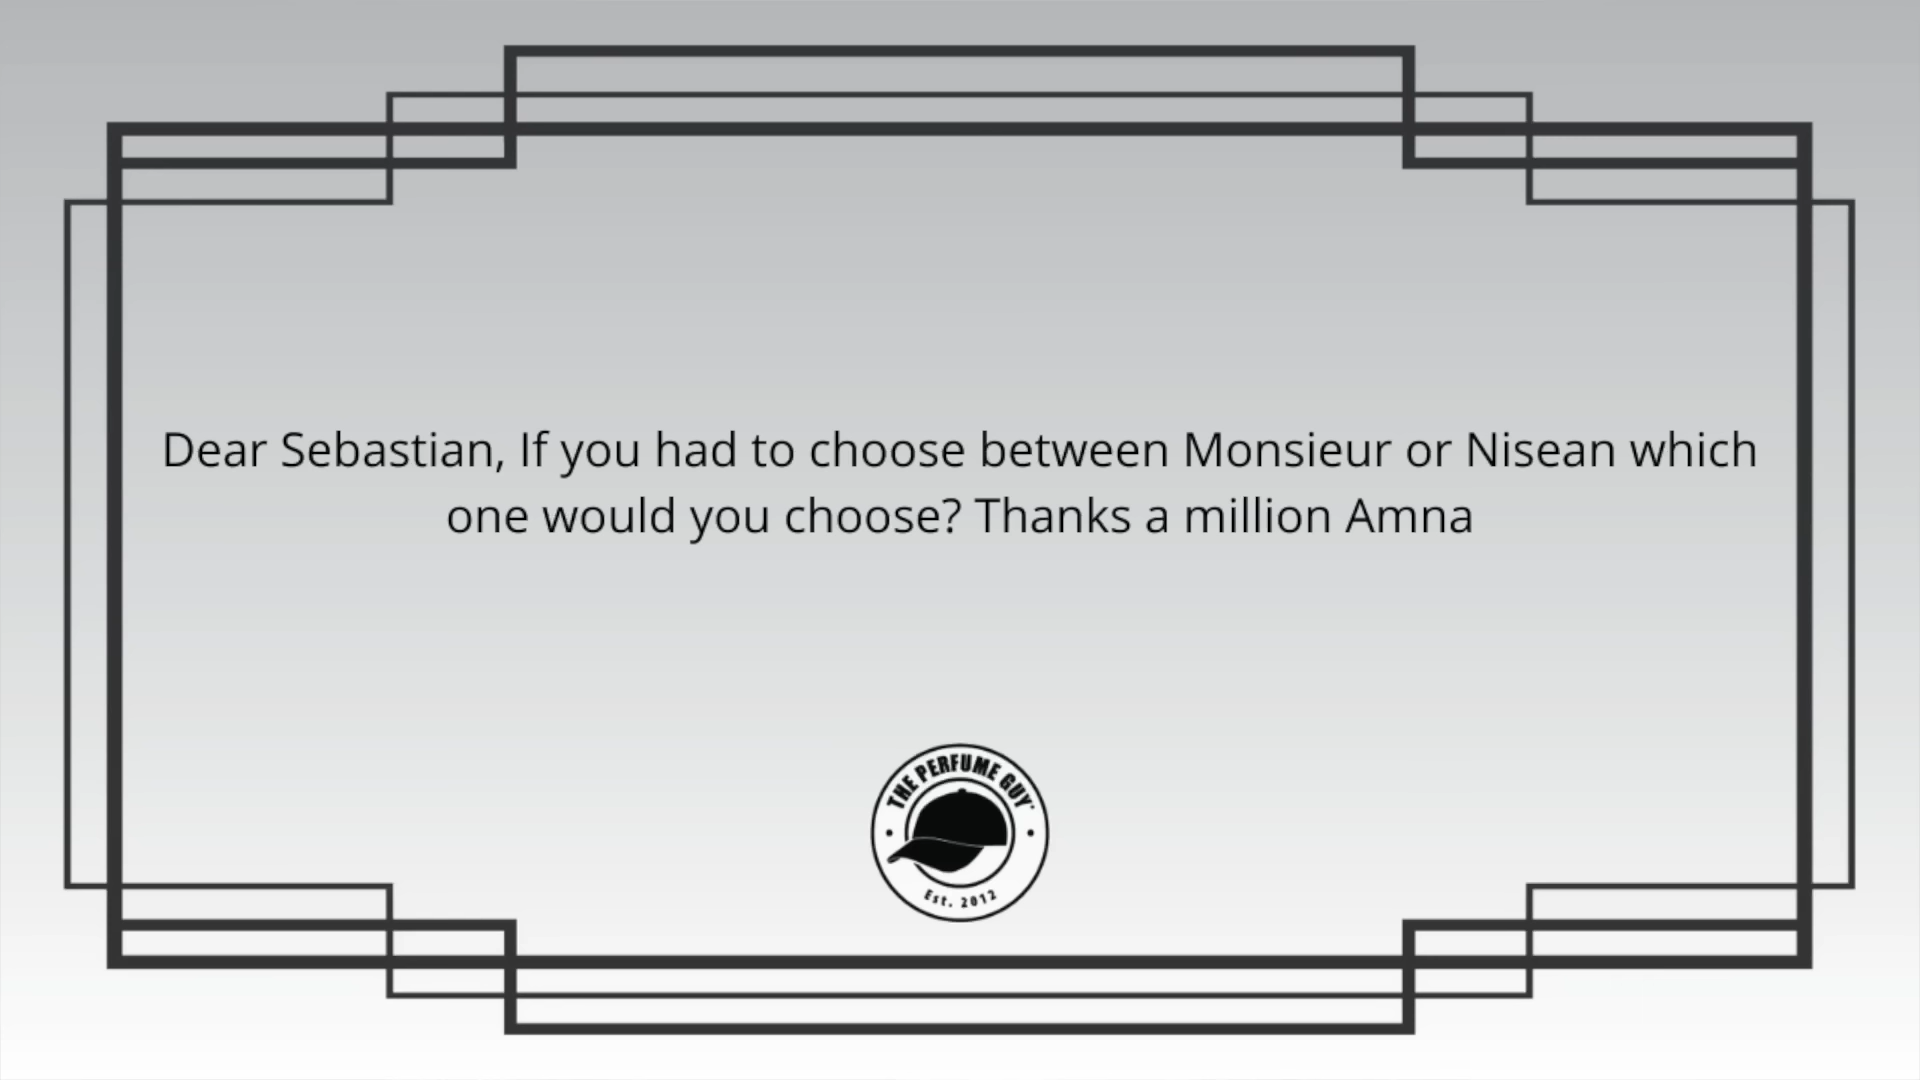 Dear Sebastian, If you had to choose between Monsieur or Nisean which
one would you choose? Thanks a million Amna
THE PERFUME GUY
Est. 2012